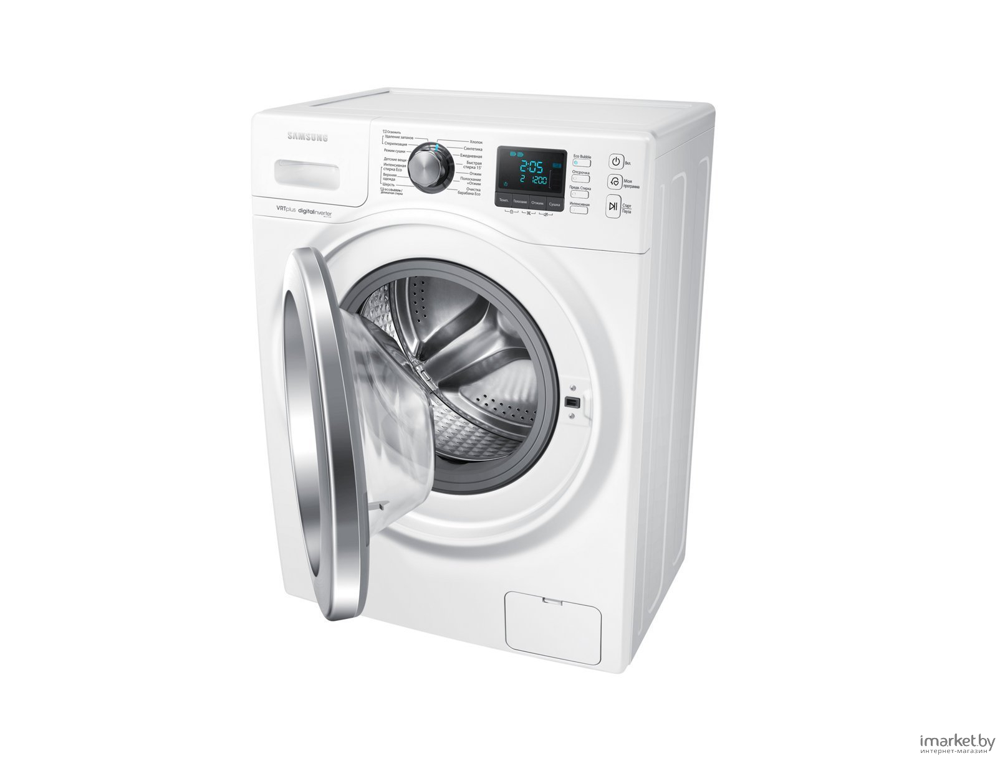 SAMSUNG
VRTplus digitalinverter
Освежить
Удаление запахов
Стерилизация
Режим сушки
Детские вещи
Интенсивная
стирка Eco
Верхняя
одежда
Шерсть
ecobubble /
Деликатная стирка
Хлопок
Синтетика
Ежедневная
Быстрая
стирка 15'
Отжим
Полоскание
+Отжим
Очистка
барабана Eco
2:05
2 1200
Темп. Полоскание Отжим Сушка
Eco Bubble
Отсрочка
Предв. Стирка
Интенсивная
Вкл.
Моя
программа
Старт
Пауза
imarket.by
интернет-магазин